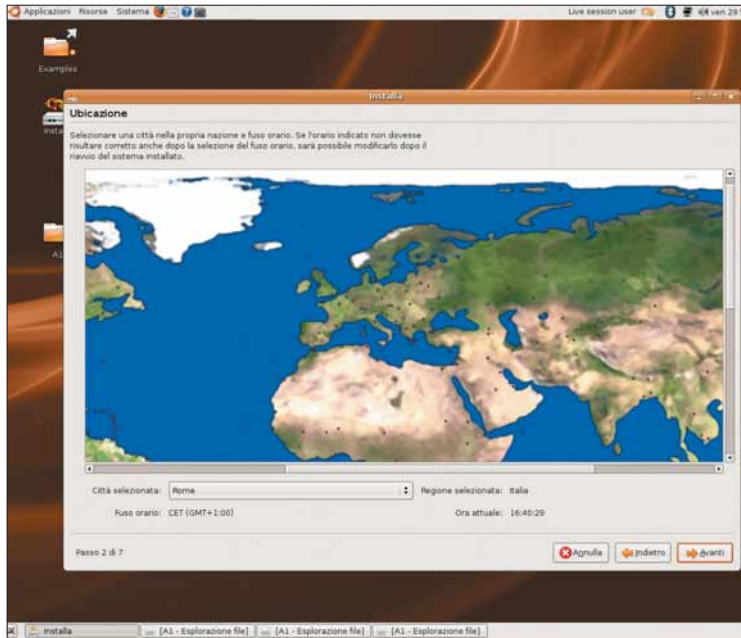 Applicazioni Risorse Sistema
Live session user
ven 29
Examples
Insta
A1
Installa
Ubicazione
Selezionare una città nella propria nazione e fuso orario. Se l'orario indicato non dovesse
risultare corretto anche dopo la selezione del fuso orario, sarà possibile modificarlo dopo il
riavvio del sistema installato.
Città selezionata: Rome
Regione selezionata: Italia
Fuso orario: CET (GMT+1:00)
Ora attuale: 16:40:29
Passo 2 di 7
Annulla
Indietro
Avanti
Installa
[A1 - Esplorazione file]
[A1 - Esplorazione file]
[A1 - Esplorazione file]